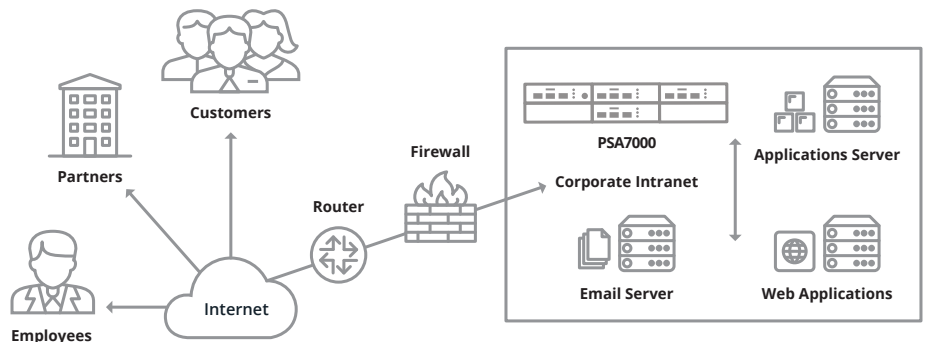 Customers
Partners
Employees
Internet
Router
Firewall
PSA7000
Corporate Intranet
Applications Server
Email Server
Web Applications